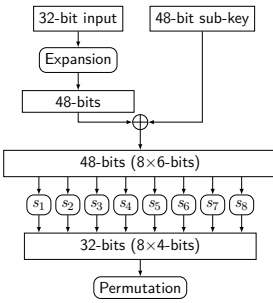 32-bit input 48-bit sub-key
Expansion
48-bits
48-bits (8×6-bits)
s1 s2 s3 s4 s5 s6 s7 s8
32-bits (8×4-bits)
Permutation